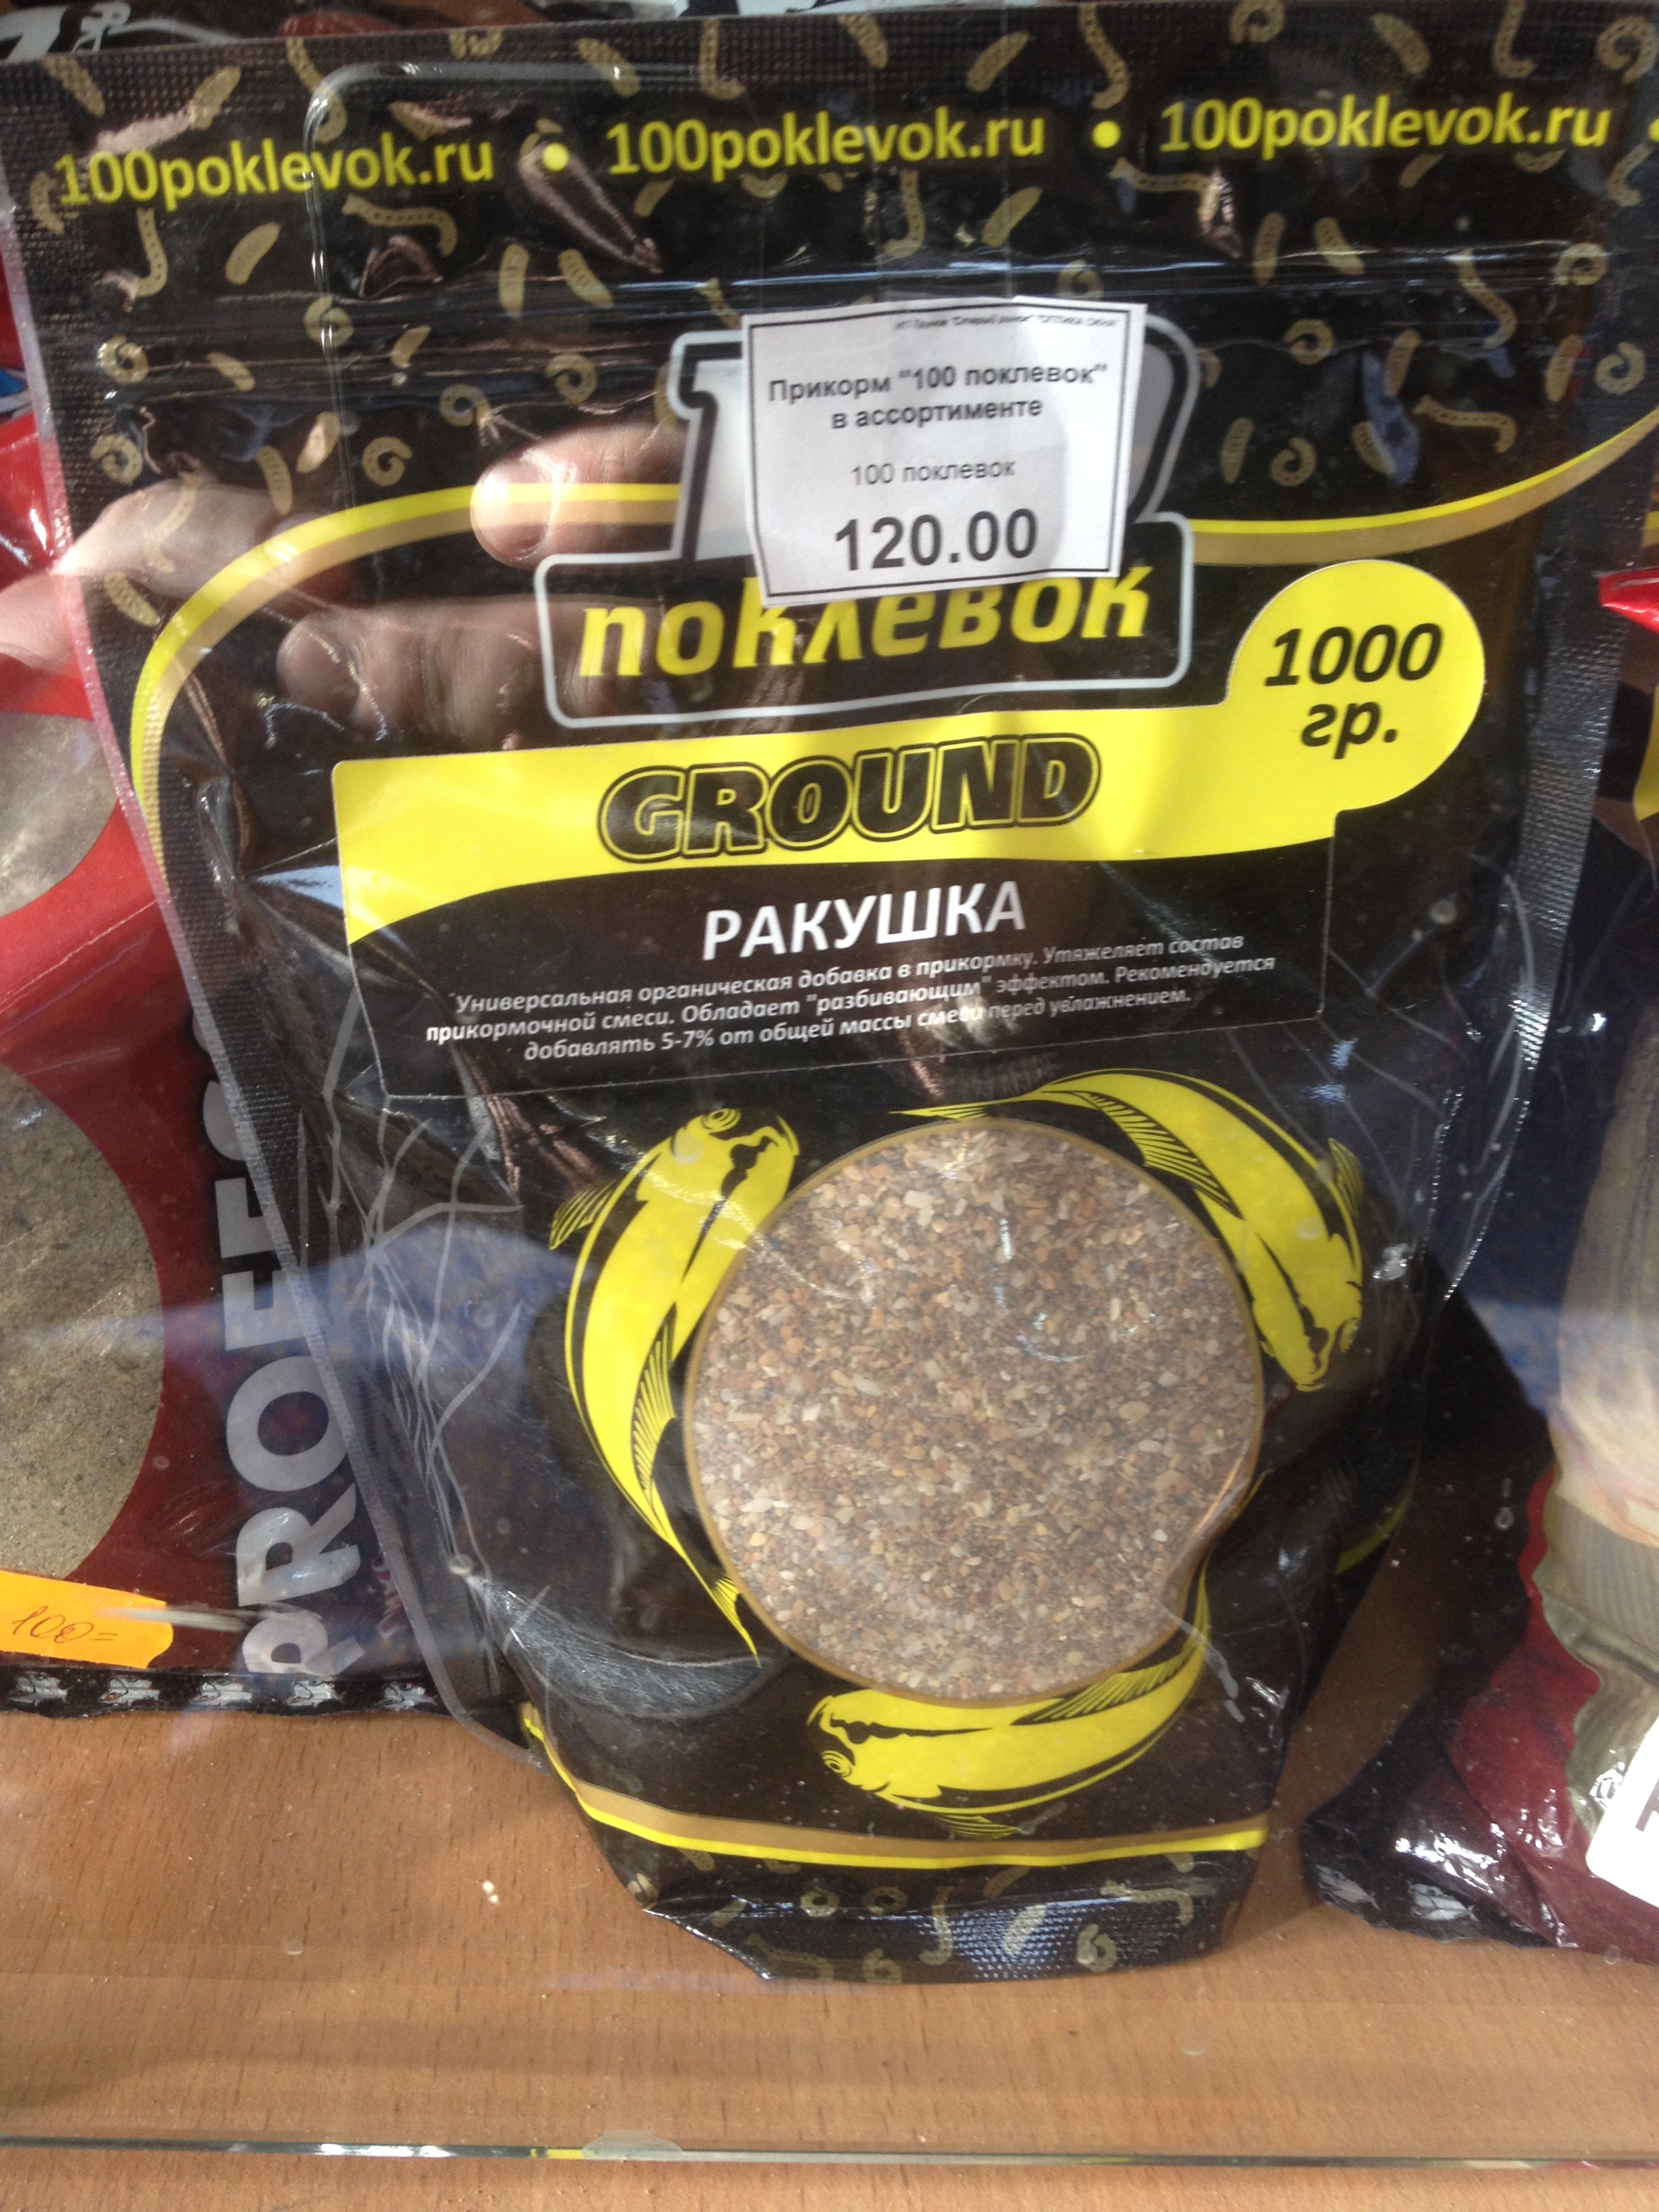 100poklevok.ru • 100poklevok.ru • 100poklevok.ru
Прикорм "100 поклевок"
в ассортименте
100 поклевок
120.00
поклевок
1000
гр.
GROUND
РАКУШКА
Универсальная органическая добавка в прикормку. Утяжеляет состав
прикормочной смеси. Обладает "разбивающим" эффектом. Рекомендуется
добавлять 5-7% от общей массы смеси перед увлажнением.
100=